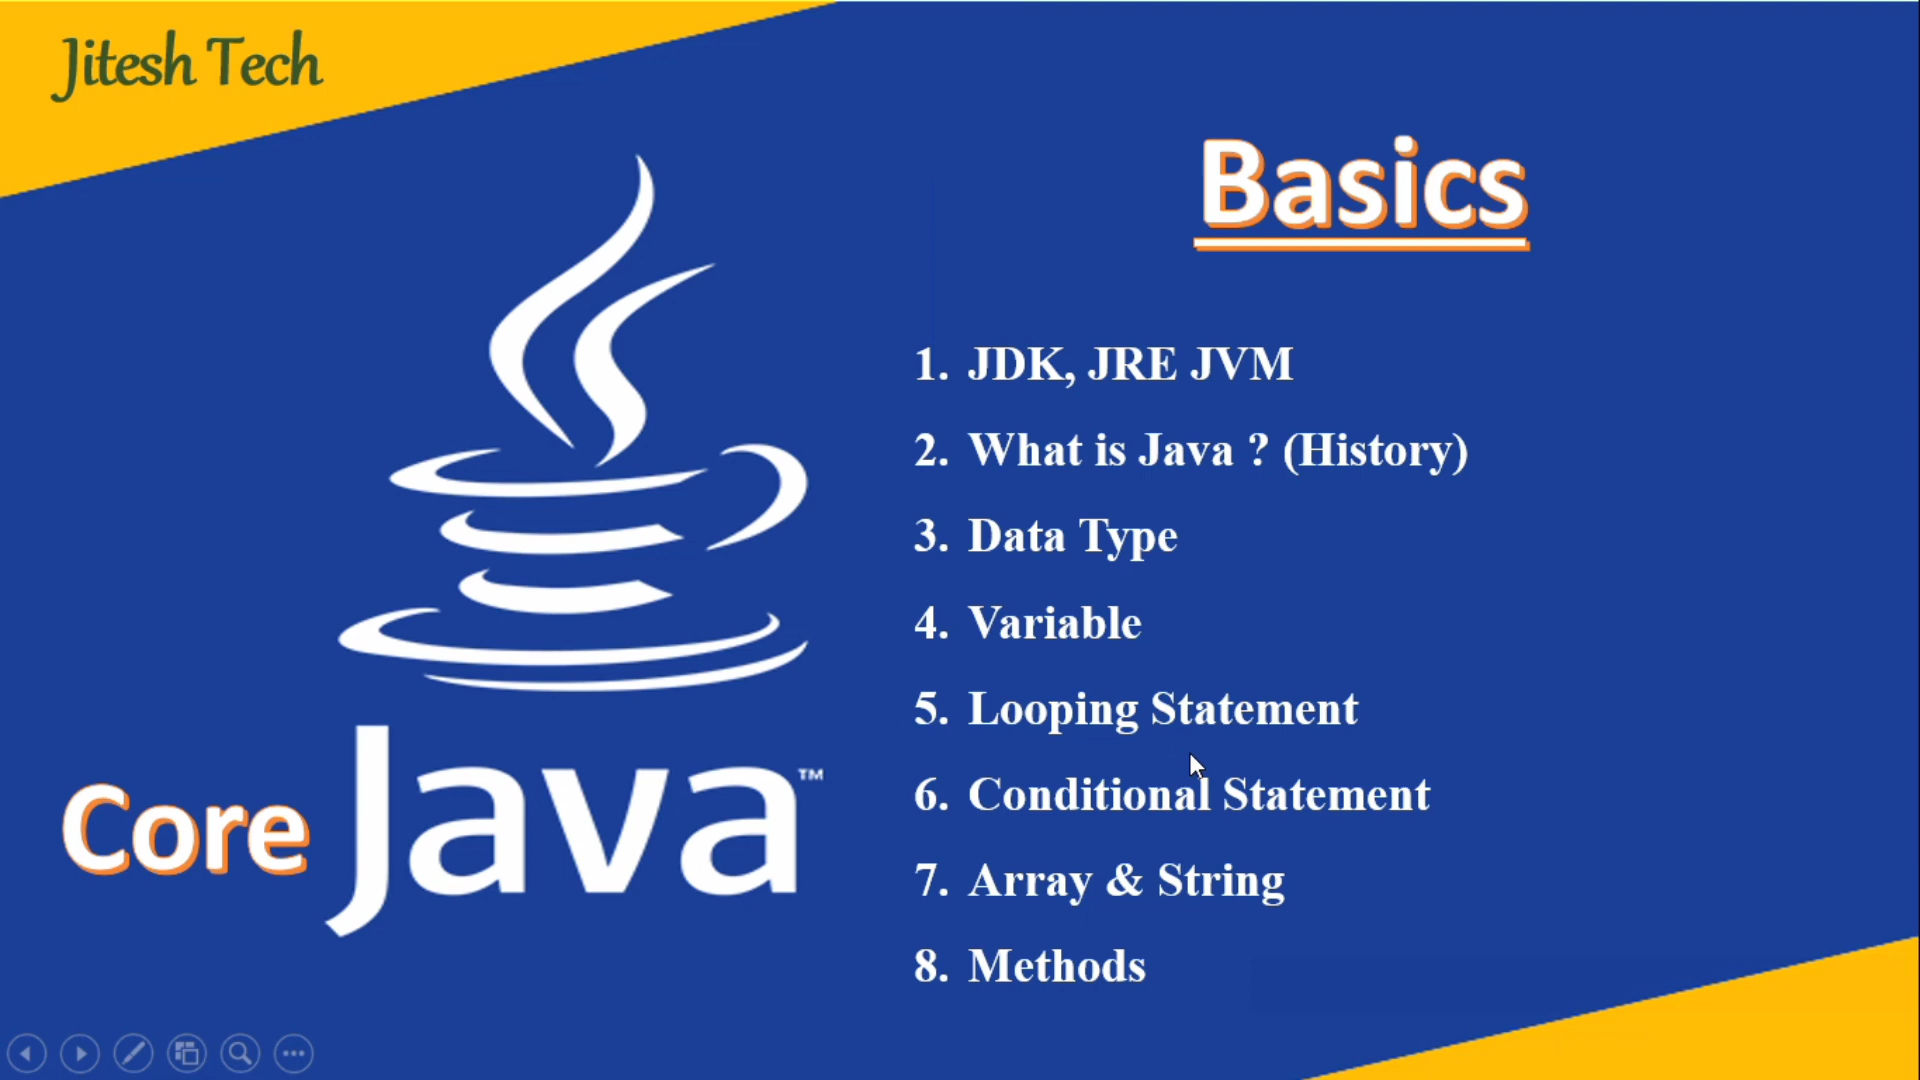 Jitesh Tech
Basics
1. JDK, JRE JVM
2. What is Java ? (History)
3. Data Type
4. Variable
5. Looping Statement
6. Conditional Statement
7. Array & String
8. Methods
Core Java™